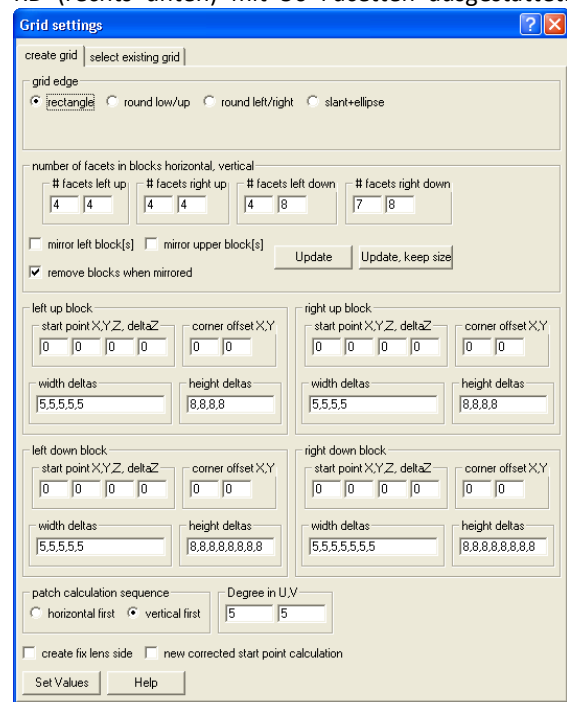 (rechts unten) mit Facetten ausgestattet
Grid settings
create grid select existing grid
grid edge
rectangle round low/up round left/right slant+ellipse
number of facets in blocks horizontal, vertical
# facets left up # facets right up # facets left down # facets right down
4 4 4 4 4 8 7 8
mirror left block[s] mirror upper block[s]
Update Update, keep size
remove blocks when mirrored
left up block right up block
start point X,Y,Z, deltaZ corner offset X,Y start point X,Y,Z, deltaZ corner offset X,Y
0 0 0 0 0 0 0 0 0 0 0 0
width deltas height deltas width deltas height deltas
5,5,5,5,5 8,8,8,8 5,5,5,5 8,8,8,8
left down block right down block
start point X,Y,Z, deltaZ corner offset X,Y start point X,Y,Z, deltaZ corner offset X,Y
0 0 0 0 0 0 0 0 0 0 0 0
width deltas height deltas width deltas height deltas
5,5,5,5,5 8,8,8,8,8,8,8,8 5,5,5,5,5,5,5 8,8,8,8,8,8,8,8
patch calculation sequence Degree in U,V
horizontal first vertical first 5 5
create fix lens side new corrected start point calculation
Set Values Help